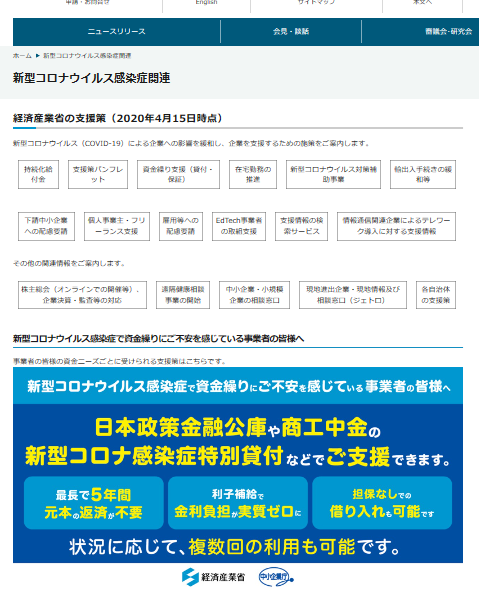 申請・お問合せ
English
サイトマップ
本文へ
ニュースリリース
会見・談話
審議会・研究会
ホーム ▶ 新型コロナウイルス感染症関連
新型コロナウイルス感染症関連
経済産業省の支援策（2020年4月15日時点）
新型コロナウイルス（COVID-19）による企業への影響を緩和し、企業を支援するための施策をご案内します。
持続化給
付金
支援策パンフレ
ット
資金繰り支援（貸付・
保証）
在宅勤務の
推進
新型コロナウイルス対策補
助事業
輸出入手続きの緩
和等
下請中小企業
への配慮要請
個人事業主・フリ
ーランス支援
雇用等への
配慮要請
EdTech事業者
の取組支援
支援情報の検
索サービス
情報通信関連企業によるテレワー
ク導入に対する支援情報
その他の関連情報をご案内します。
株主総会（オンラインでの開催等）、
企業決算・監査等の対応
遠隔健康相談
事業の開始
中小企業・小規模
企業の相談窓口
現地進出企業・現地情報及び
相談窓口（ジェトロ）
各自治体
の支援策
新型コロナウイルス感染症で資金繰りにご不安を感じている事業者の皆様へ
事業者の皆様の資金ニーズごとに受けられる支援策はこちらです。
新型コロナウイルス感染症で資金繰りにご不安を感じている事業者の皆様へ
日本政策金融公庫や商工中金の
新型コロナ感染症特別貸付などでご支援できます。
最長で5年間
元本の返済が不要
利子補給で
金利負担が実質ゼロに
担保なしでの
借り入れも可能です
状況に応じて、複数回の利用も可能です。
経済産業省
中小企業庁